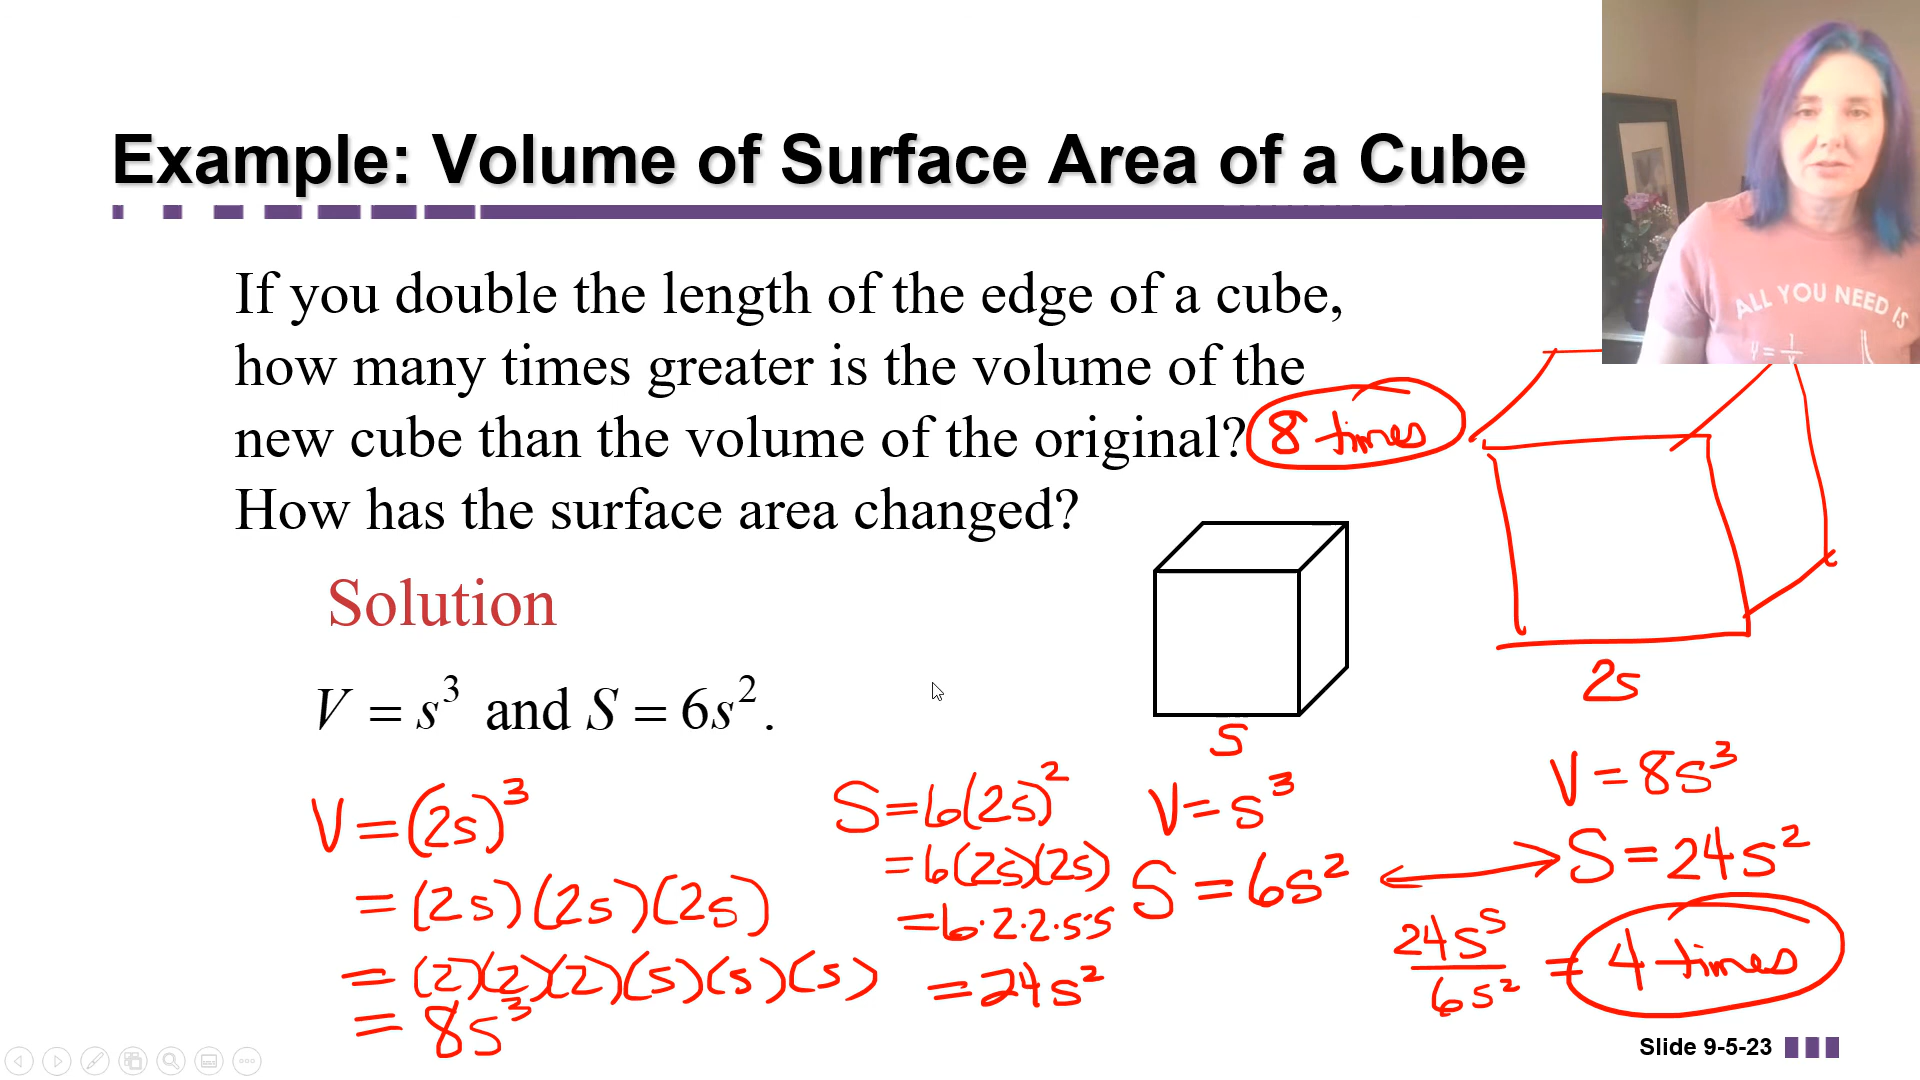 Example: Volume of Surface Area of a Cube
ALL YOU NEED IS
y = 1/x
If you double the length of the edge of a cube,
how many times greater is the volume of the
new cube than the volume of the original? 8 times
How has the surface area changed?
Solution
V = s³ and S = 6s².
2s
s
V = (2s)³
= (2s)(2s)(2s)
= (2)(2)(2)(s)(s)(s)
= 8s³
S = 6(2s)²
= 6(2s)(2s)
= 6·2·2·s·s
= 24s²
V = s³
S = 6s²
V = 8s³
S = 24s²
24s^s / 6s² = 4 times
Slide 9-5-23